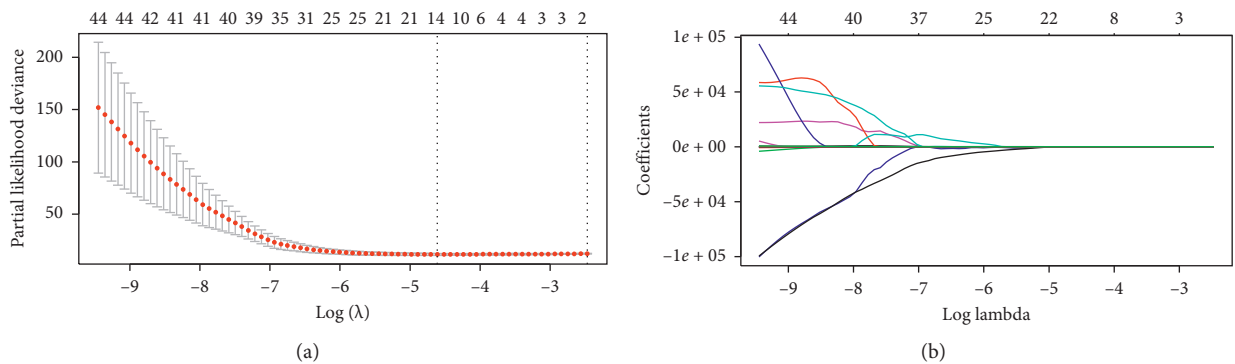 44 44 42 41 41 40 39 35 31 25 25 21 21 14 10 6 4 4 3 3 2
200
150
100
50
Partial likelihood deviance
−9 −8 −7 −6 −5 −4 −3
Log (λ)
(a)
44 40 37 25 22 8 3
1e + 05
5e + 04
0e + 00
−5e + 04
−1e + 05
Coefficients
−9 −8 −7 −6 −5 −4 −3
Log lambda
(b)